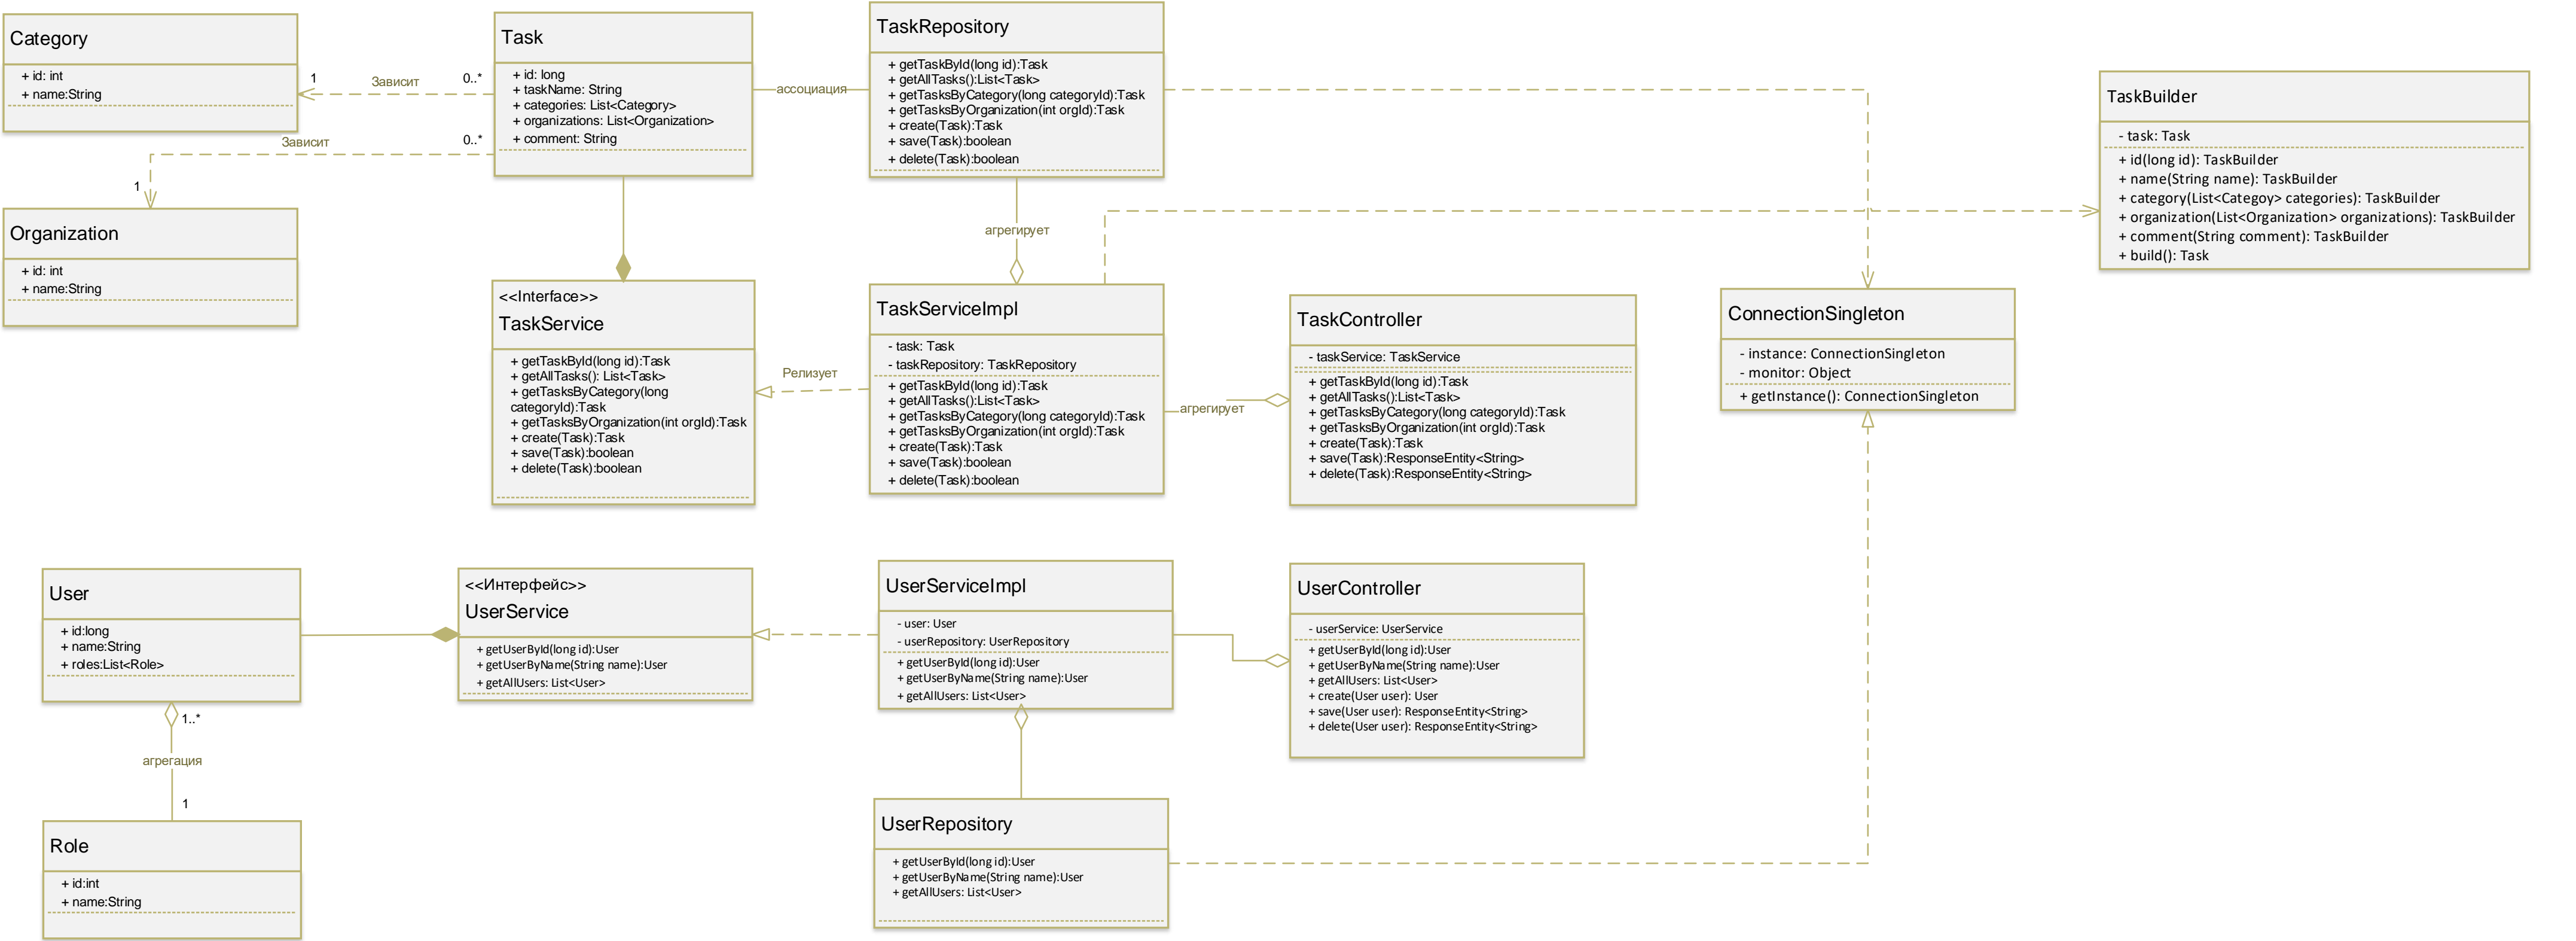 Category
+ id: int
+ name:String
1
Зависит
0..*
Зависит
0..*
1
Organization
+ id: int
+ name:String
Task
+ id: long
+ taskName: String
+ categories: List<Category>
+ organizations: List<Organization>
+ comment: String
ассоциация
TaskRepository
+ getTaskById(long id):Task
+ getAllTasks():List<Task>
+ getTasksByCategory(long categoryId):Task
+ getTasksByOrganization(int orgId):Task
+ create(Task):Task
+ save(Task):boolean
+ delete(Task):boolean
агрегирует
TaskBuilder
- task: Task
+ id(long id): TaskBuilder
+ name(String name): TaskBuilder
+ category(List<Categoy> categories): TaskBuilder
+ organization(List<Organization> organizations): TaskBuilder
+ comment(String comment): TaskBuilder
+ build(): Task
<<Interface>>
TaskService
+ getTaskById(long id):Task
+ getAllTasks(): List<Task>
+ getTasksByCategory(long
categoryId):Task
+ getTasksByOrganization(int orgId):Task
+ create(Task):Task
+ save(Task):boolean
+ delete(Task):boolean
Релизует
TaskServiceImpl
- task: Task
- taskRepository: TaskRepository
+ getTaskById(long id):Task
+ getAllTasks():List<Task>
+ getTasksByCategory(long categoryId):Task
+ getTasksByOrganization(int orgId):Task
+ create(Task):Task
+ save(Task):boolean
+ delete(Task):boolean
агрегирует
TaskController
- taskService: TaskService
+ getTaskById(long id):Task
+ getAllTasks():List<Task>
+ getTasksByCategory(long categoryId):Task
+ getTasksByOrganization(int orgId):Task
+ create(Task):Task
+ save(Task):ResponseEntity<String>
+ delete(Task):ResponseEntity<String>
ConnectionSingleton
- instance: ConnectionSingleton
- monitor: Object
+ getInstance(): ConnectionSingleton
User
+ id:long
+ name:String
+ roles:List<Role>
1..*
агрегация
1
Role
+ id:int
+ name:String
<<Интерфейс>>
UserService
+ getUserById(long id):User
+ getUserByName(String name):User
+ getAllUsers: List<User>
UserServiceImpl
- user: User
- userRepository: UserRepository
+ getUserById(long id):User
+ getUserByName(String name):User
+ getAllUsers: List<User>
UserController
- userService: UserService
+ getUserById(long id):User
+ getUserByName(String name):User
+ getAllUsers: List<User>
+ create(User user): User
+ save(User user): ResponseEntity<String>
+ delete(User user): ResponseEntity<String>
UserRepository
+ getUserById(long id):User
+ getUserByName(String name):User
+ getAllUsers: List<User>